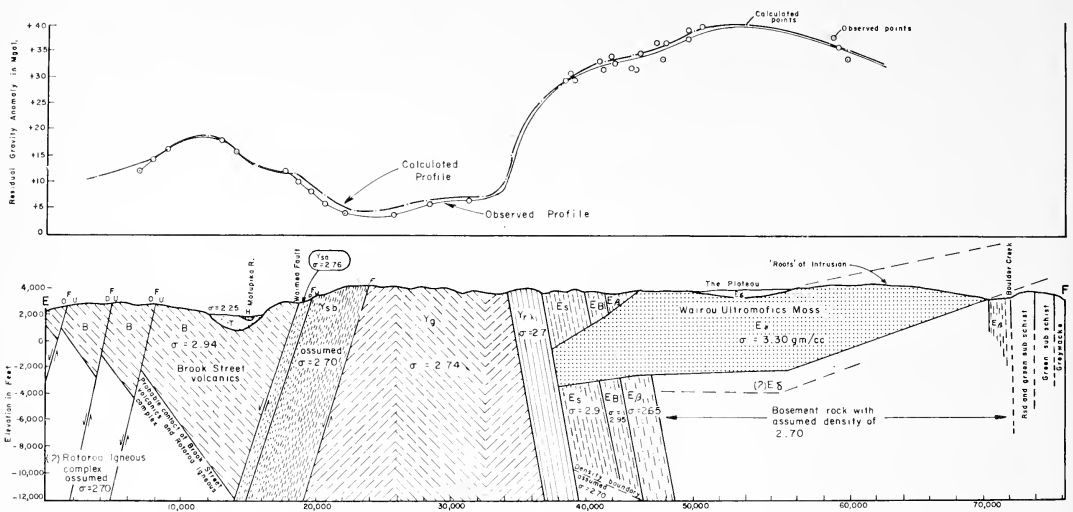 Residual Gravity Anomaly in Mgal.
+40
+35
+30
+15
+10
+5
0
Calculated points
Observed points
Calculated
Profile
Observed Profile
Elevation in Feet
4,000
2,000
0
-2,000
-4,000
-6,000
-8,000
-10,000
-12,000
E
F
D U
F
D U
F
D U
σ=2.25
T
H
Motupiko R.
Waimea Fault
Ysa
σ=2.76
F
F
Ysb
assumed
σ=2.70
B
B
B
σ = 2.94
Brook Street
volcanics
Probable contact of Brook Street
volcanics and Rotoroa Igneous
complex
(?) Rotoroa Igneous
complex
assumed
σ=2.70
Yg
σ = 2.74
σ=2.7
Es
EB
The Plateau
'Roots' of Intrusion
Wairou Ultramafics Mass
σ = 3.30 gm/cc
(?)Eδ
Es
σ=2.9
EB
σ=
2.95
σ=2.65
Density boundary
assumed
σ=2.70
Basement rock with
assumed density of
2.70
Boulder Creek
Red and green sub schist
Green sub schist
Greywacke
F
10,000
20,000
30,000
40,000
50,000
60,000
70,000